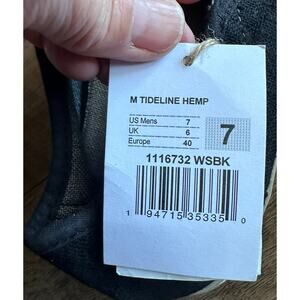 M TIDELINE HEMP
US Mens 7
UK 6
Europe 40
7
1116732 WSBK
1 94715 35335 0